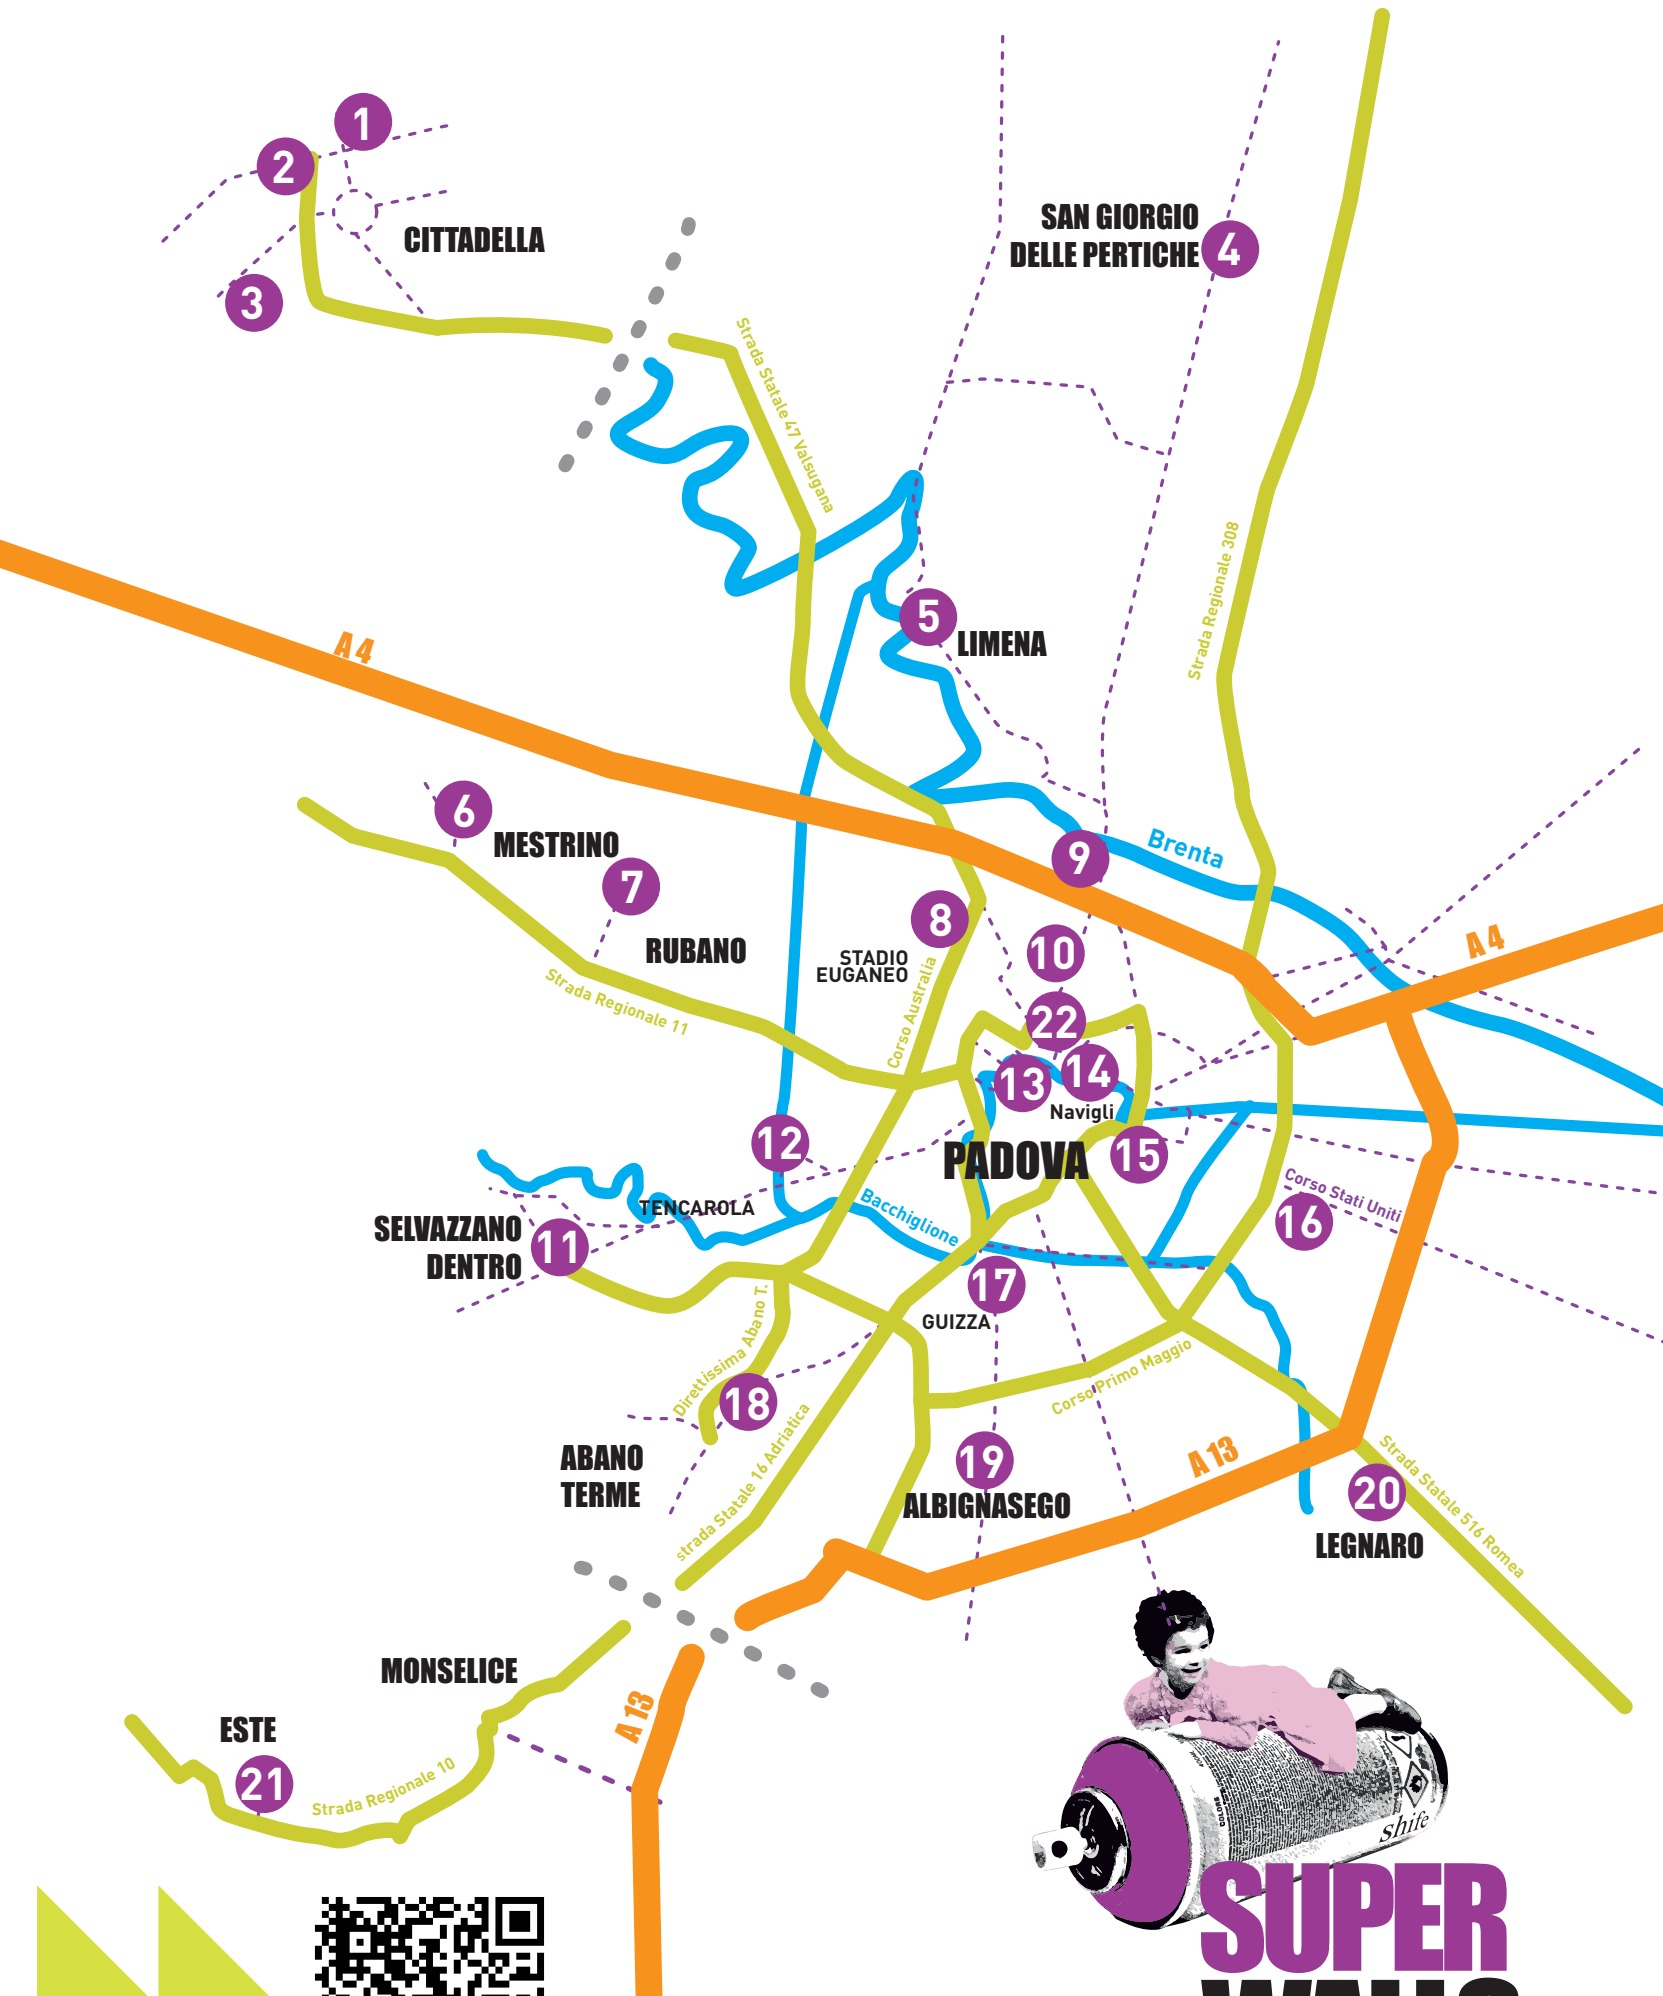 1
2
CITTADELLA
3
SAN GIORGIO
DELLE PERTICHE
4
Strada Statale 47 Valsugana
Strada Regionale 308
5
LIMENA
A 4
6
MESTRINO
7
RUBANO
Strada Regionale 11
8
STADIO
EUGANEO
Corso Australia
9
Brenta
A 4
10
22
13
14
Navigli
PADOVA
15
12
TENCAROLA
Bacchiglione
SELVAZZANO
DENTRO
11
Corso Stati Uniti
16
17
GUIZZA
Direttissima Abano T.
18
Corso Primo Maggio
ABANO
TERME
strada Statale 16 Adriatica
19
ALBIGNASEGO
A 13
Strada Statale 516 Romea
20
LEGNARO
MONSELICE
A 13
ESTE
21
Strada Regionale 10
shife
SUPER
WALLS